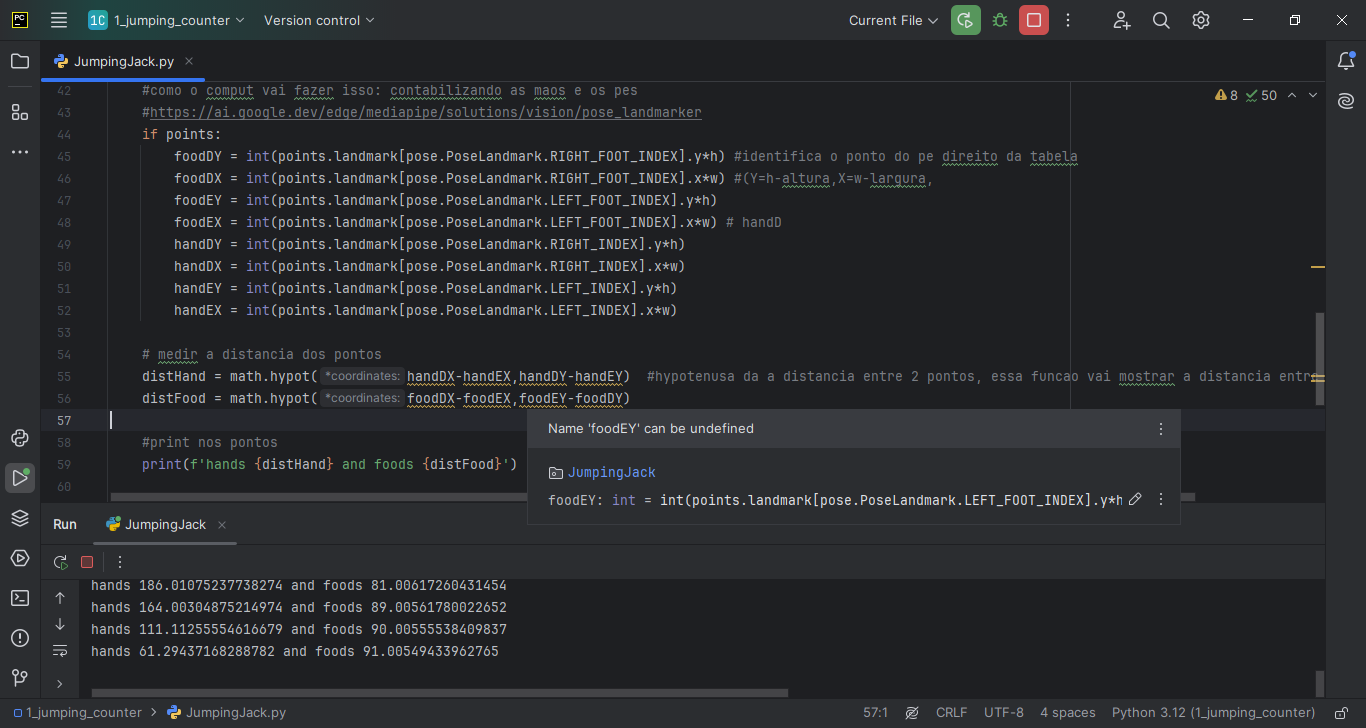 PC 1C 1_jumping_counter Version control Current File
JumpingJack.py
42 #como o comput vai fazer isso: contabilizando as maos e os pes
8 50
43 #https://ai.google.dev/edge/mediapipe/solutions/vision/pose_landmarker
44 if points:
45 foodDY = int(points.landmark[pose.PoseLandmark.RIGHT_FOOT_INDEX].y*h) #identifica o ponto do pe direito da tabela
46 foodDX = int(points.landmark[pose.PoseLandmark.RIGHT_FOOT_INDEX].x*w) #(Y=h-altura,X=w-largura,
47 foodEY = int(points.landmark[pose.PoseLandmark.LEFT_FOOT_INDEX].y*h)
48 foodEX = int(points.landmark[pose.PoseLandmark.LEFT_FOOT_INDEX].x*w) # handD
49 handDY = int(points.landmark[pose.PoseLandmark.RIGHT_INDEX].y*h)
50 handDX = int(points.landmark[pose.PoseLandmark.RIGHT_INDEX].x*w)
51 handEY = int(points.landmark[pose.PoseLandmark.LEFT_INDEX].y*h)
52 handEX = int(points.landmark[pose.PoseLandmark.LEFT_INDEX].x*w)
53
54 # medir a distancia dos pontos
55 distHand = math.hypot( *coordinates: handDX-handEX,handDY-handEY) #hypotenusa da a distancia entre 2 pontos, essa funcao vai mostrar a distancia entr
56 distFood = math.hypot( *coordinates: foodDX-foodEX,foodEY-foodDY)
57
58 #print nos pontos
59 print(f'hands {distHand} and foods {distFood}')
60
Name 'foodEY' can be undefined
JumpingJack
foodEY: int = int(points.landmark[pose.PoseLandmark.LEFT_FOOT_INDEX].y*h
Run JumpingJack
hands 186.01075237738274 and foods 81.00617260431454
hands 164.00304875214974 and foods 89.00561780022652
hands 111.11255554616679 and foods 90.00555538409837
hands 61.29437168288782 and foods 91.00549433962765
1_jumping_counter JumpingJack.py 57:1 CRLF UTF-8 4 spaces Python 3.12 (1_jumping_counter)